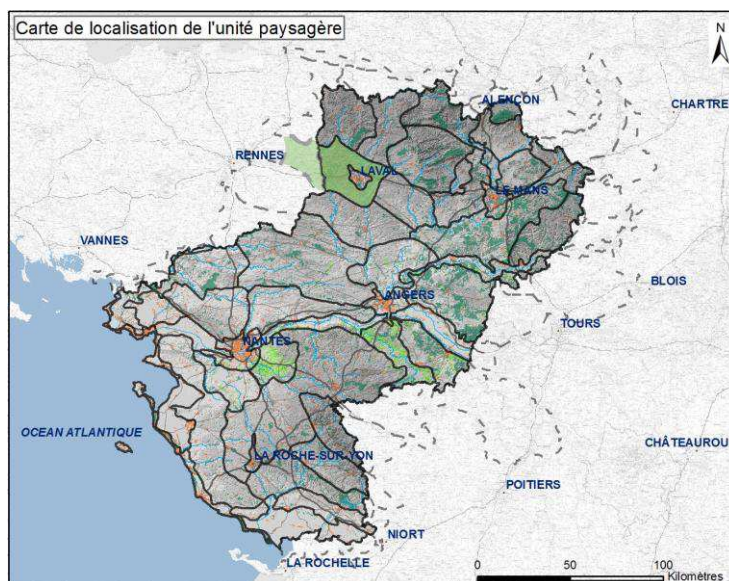 Carte de localisation de l'unité paysagère
N
ALENÇON
CHARTRE
RENNES
LAVAL
LE MANS
VANNES
BLOIS
ANGERS
TOURS
NANTES
OCEAN ATLANTIQUE
CHÂTEAUROU
LA ROCHE-SUR-YON
POITIERS
NIORT
LA ROCHELLE
0 50 100
Kilomètres